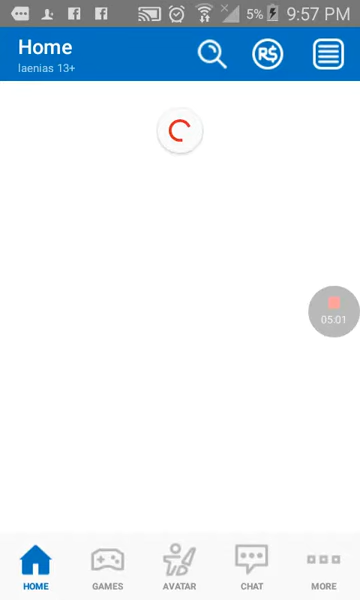 5% 9:57 PM
Home
R$
laenias 13+
05:01
HOME GAMES AVATAR CHAT MORE